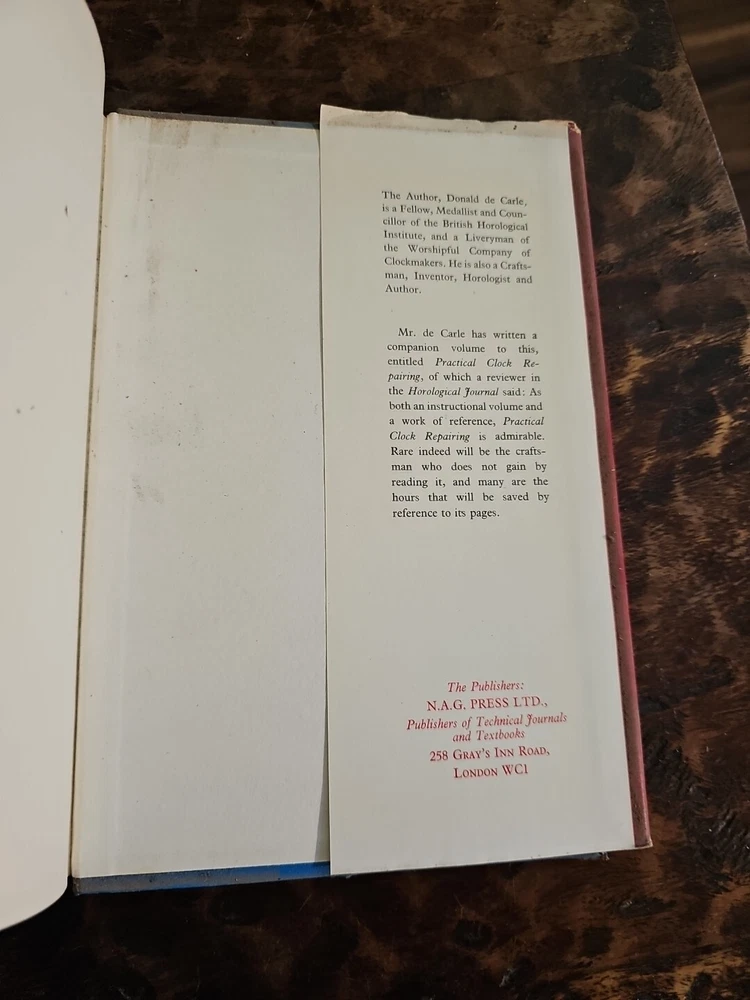 The Author, Donald de Carle,
is a Fellow, Medallist and Coun-
cillor of the British Horological
Institute, and a Liveryman of
the Worshipful Company of
Clockmakers. He is also a Crafts-
man, Inventor, Horologist and
Author.
Mr. de Carle has written a
companion volume to this,
entitled Practical Clock Re-
pairing, of which a reviewer in
the Horological Journal said: As
both an instructional volume and
a work of reference, Practical
Clock Repairing is admirable.
Rare indeed will be the crafts-
man who does not gain by
reading it, and many are the
hours that will be saved by
reference to its pages.
The Publishers:
N.A.G. PRESS LTD.,
Publishers of Technical Journals
and Textbooks
258 GRAY'S INN ROAD,
LONDON WC1